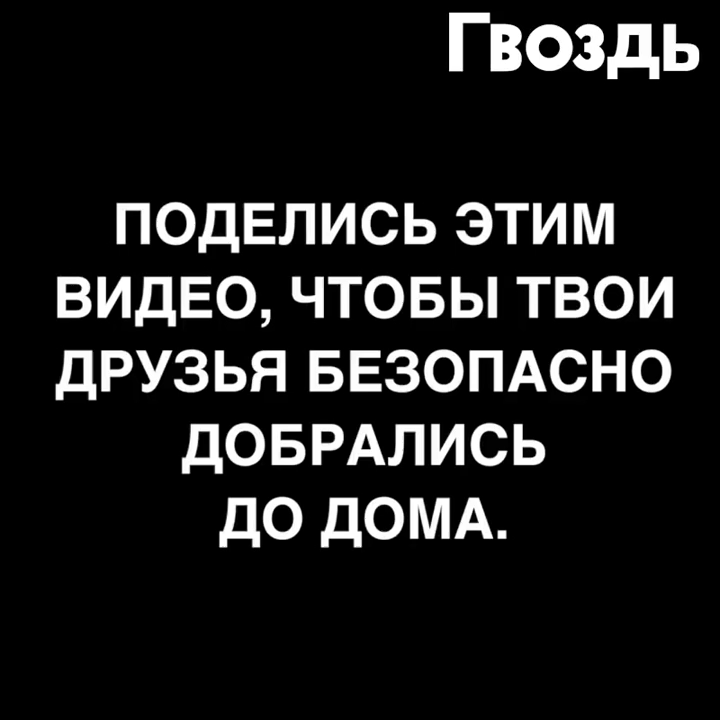 Гвоздь
ПОДЕЛИСЬ ЭТИМ
ВИДЕО, ЧТОБЫ ТВОИ
ДРУЗЬЯ БЕЗОПАСНО
ДОБРАЛИСЬ
ДО ДОМА.